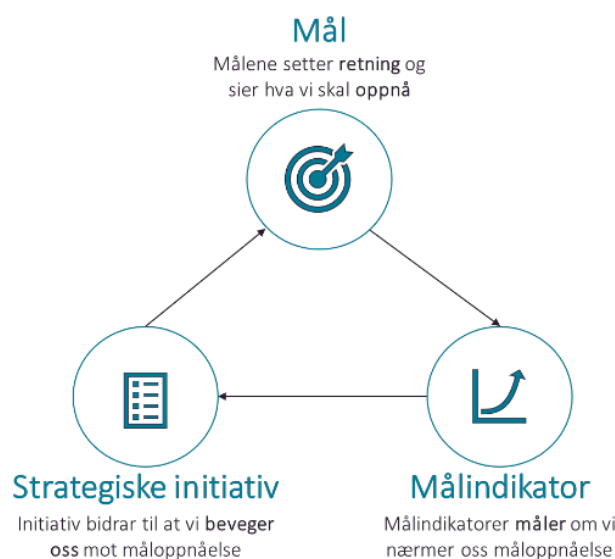 Mål
Målene setter retning og
sier hva vi skal oppnå
Strategiske initiativ
Initiativ bidrar til at vi beveger
oss mot måloppnåelse
Målindikator
Målindikatorer måler om vi
nærmer oss måloppnåelse